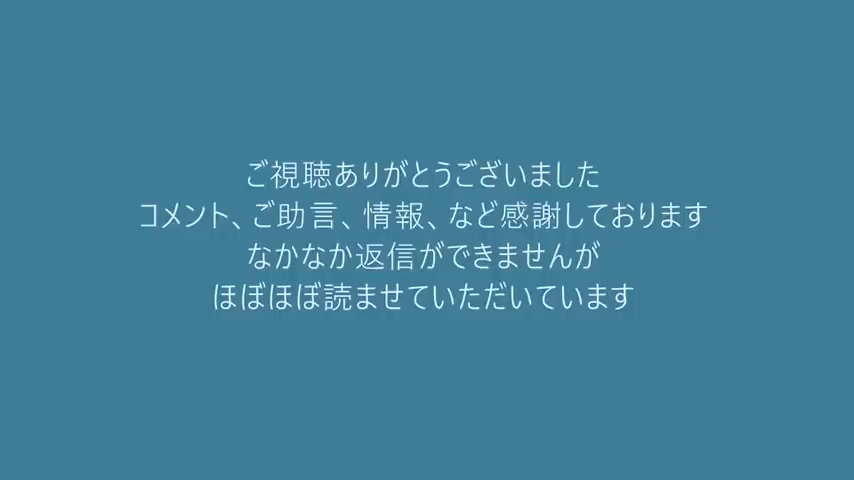 ご視聴ありがとうございました
コメント、ご助言、情報、など感謝しております
なかなか返信ができませんが
ほぼほぼ読ませていただいています